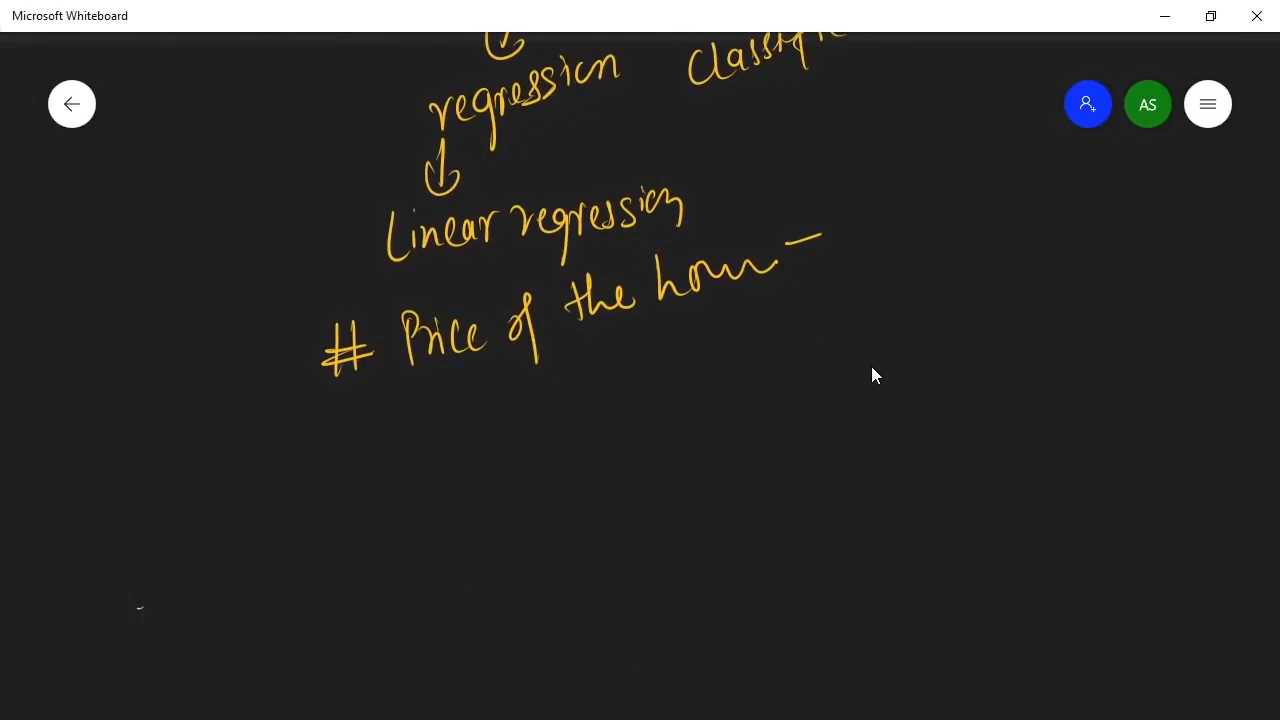 Microsoft Whiteboard
AS
regression
Linear regression
# Price of the